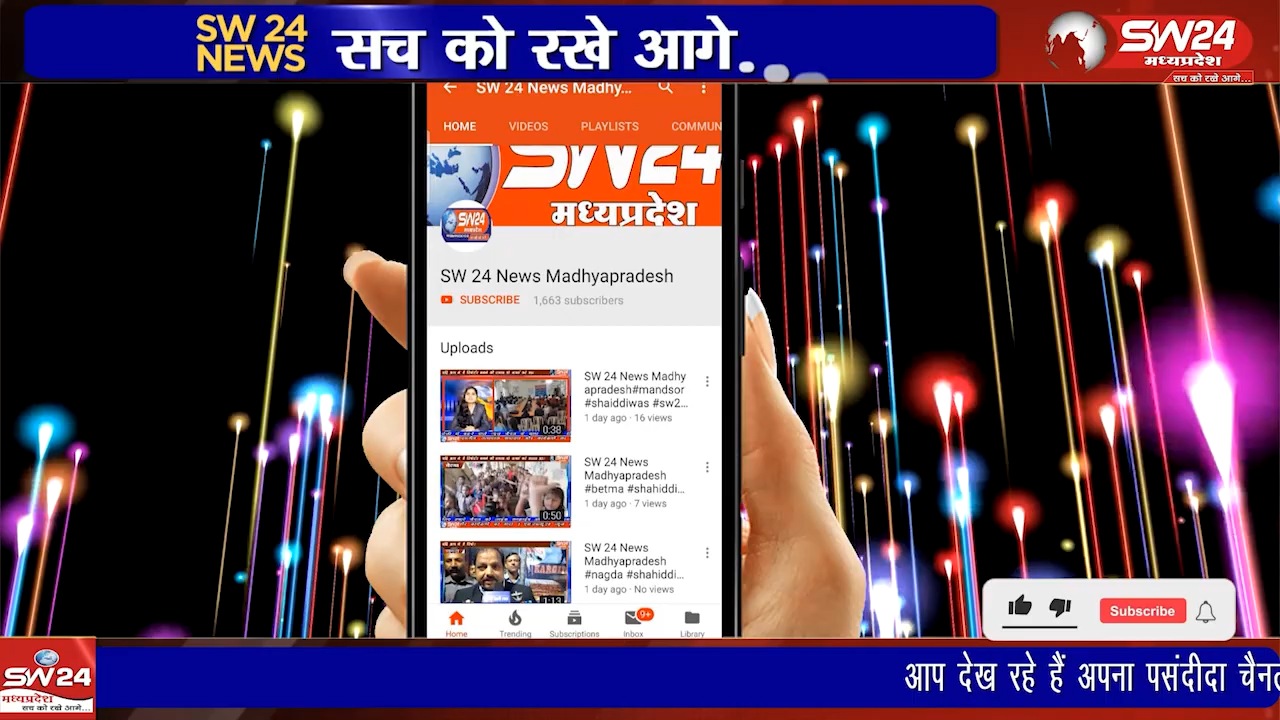 SW 24
NEWS
सच को रखे आगे.
SW24
मध्यप्रदेश
सच को रखे आगे...
SW 24 News Madhy...
HOME VIDEOS PLAYLISTS COMMUN
SW24
मध्यप्रदेश
SW24
SW 24 News Madhyapradesh
SUBSCRIBE 1,663 subscribers
Uploads
SW 24 News Madhy
apradesh#mandsor
#shaiddiwas #sw2...
1 day ago · 16 views
0:38
SW 24 News
Madhyapradesh
#betma #shahiddi...
1 day ago · 7 views
0:50
SW 24 News
Madhyapradesh
#nagda #shahiddi...
1 day ago · No views
1:13
9+
Home Trending Subscriptions Inbox Library
Subscribe
SW24
मध्यप्रदेश
सच को रखे आगे...
आप देख रहे हैं अपना पसंदीदा चैनल